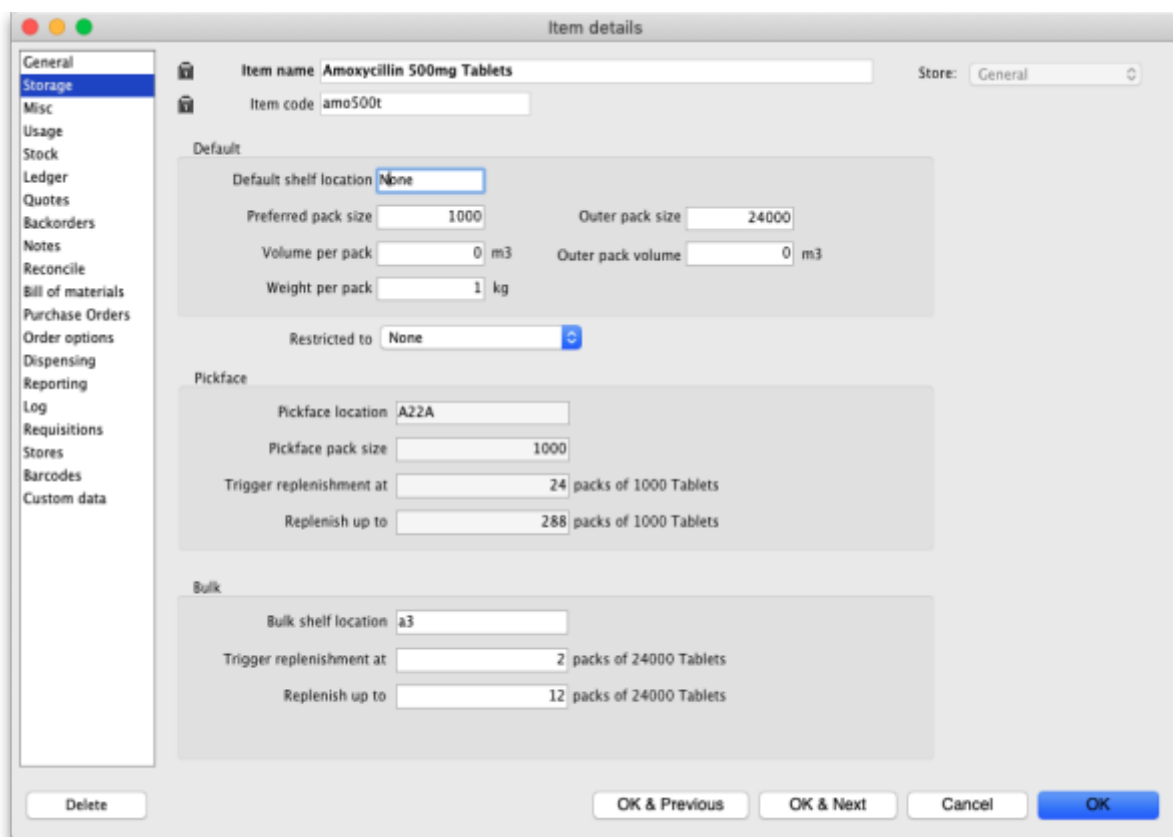 Item details
General
Storage
Misc
Usage
Stock
Ledger
Quotes
Backorders
Notes
Reconcile
Bill of materials
Purchase Orders
Order options
Dispensing
Reporting
Log
Requisitions
Stores
Barcodes
Custom data
Item name Amoxycillin 500mg Tablets Store: General
Item code amo500t
Default
Default shelf location None
Preferred pack size 1000 Outer pack size 24000
Volume per pack 0 m3 Outer pack volume 0 m3
Weight per pack 1 kg
Restricted to None
Pickface
Pickface location A22A
Pickface pack size 1000
Trigger replenishment at 24 packs of 1000 Tablets
Replenish up to 288 packs of 1000 Tablets
Bulk
Bulk shelf location a3
Trigger replenishment at 2 packs of 24000 Tablets
Replenish up to 12 packs of 24000 Tablets
Delete OK & Previous OK & Next Cancel OK